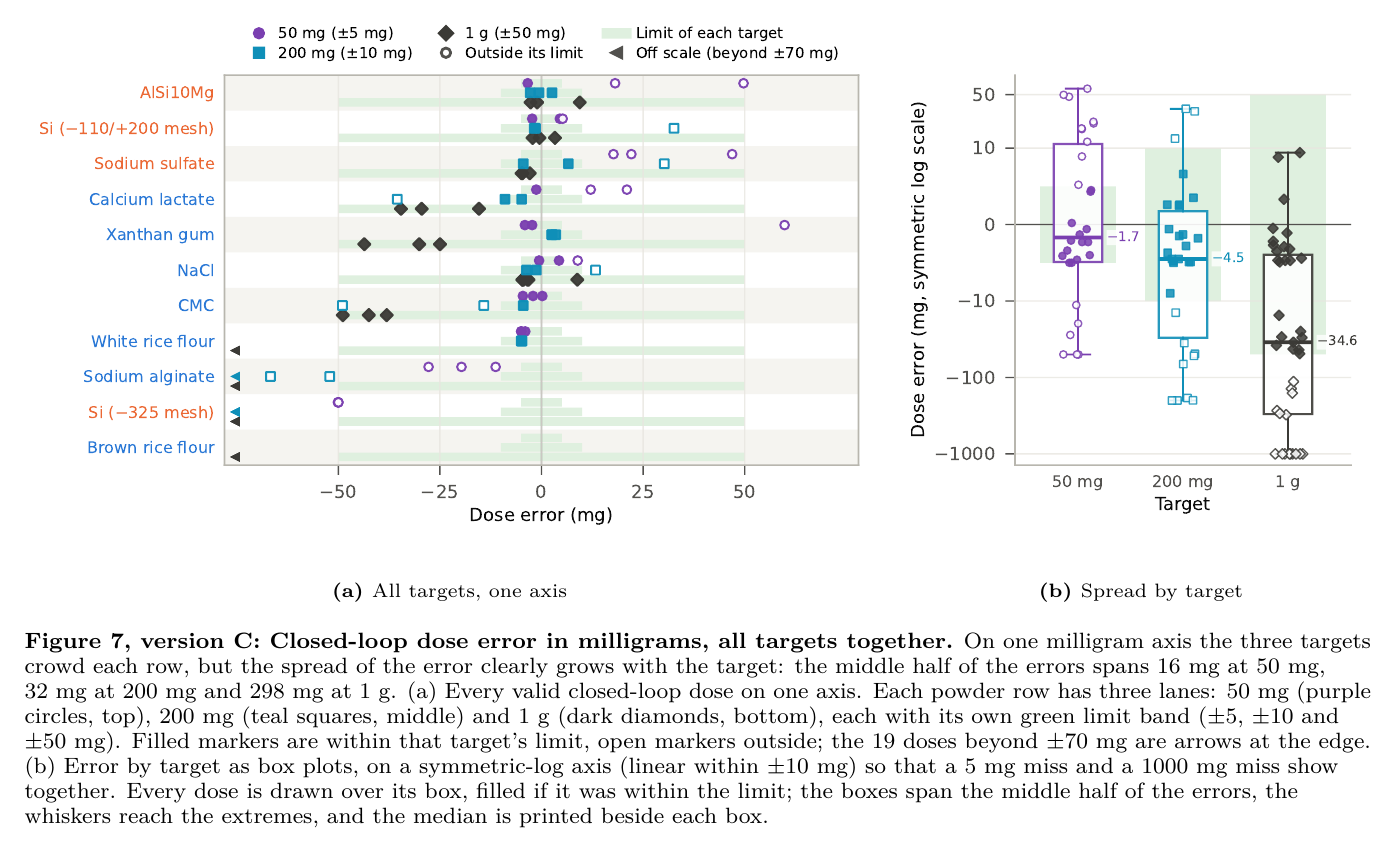 50 mg (±5 mg)
200 mg (±10 mg)
1 g (±50 mg)
Outside its limit
Limit of each target
Off scale (beyond ±70 mg)
AlSi10Mg
Si (−110/+200 mesh)
Sodium sulfate
Calcium lactate
Xanthan gum
NaCl
CMC
White rice flour
Sodium alginate
Si (−325 mesh)
Brown rice flour
−50
−25
0
25
50
Dose error (mg)
(a) All targets, one axis
Dose error (mg, symmetric log scale)
50
10
0
−10
−100
−1000
−1.7
−4.5
−34.6
50 mg
200 mg
1 g
Target
(b) Spread by target
Figure 7, version C: Closed-loop dose error in milligrams, all targets together. On one milligram axis the three targets
crowd each row, but the spread of the error clearly grows with the target: the middle half of the errors spans 16 mg at 50 mg,
32 mg at 200 mg and 298 mg at 1 g. (a) Every valid closed-loop dose on one axis. Each powder row has three lanes: 50 mg (purple
circles, top), 200 mg (teal squares, middle) and 1 g (dark diamonds, bottom), each with its own green limit band (±5, ±10 and
±50 mg). Filled markers are within that target's limit, open markers outside; the 19 doses beyond ±70 mg are arrows at the edge.
(b) Error by target as box plots, on a symmetric-log axis (linear within ±10 mg) so that a 5 mg miss and a 1000 mg miss show
together. Every dose is drawn over its box, filled if it was within the limit; the boxes span the middle half of the errors, the
whiskers reach the extremes, and the median is printed beside each box.